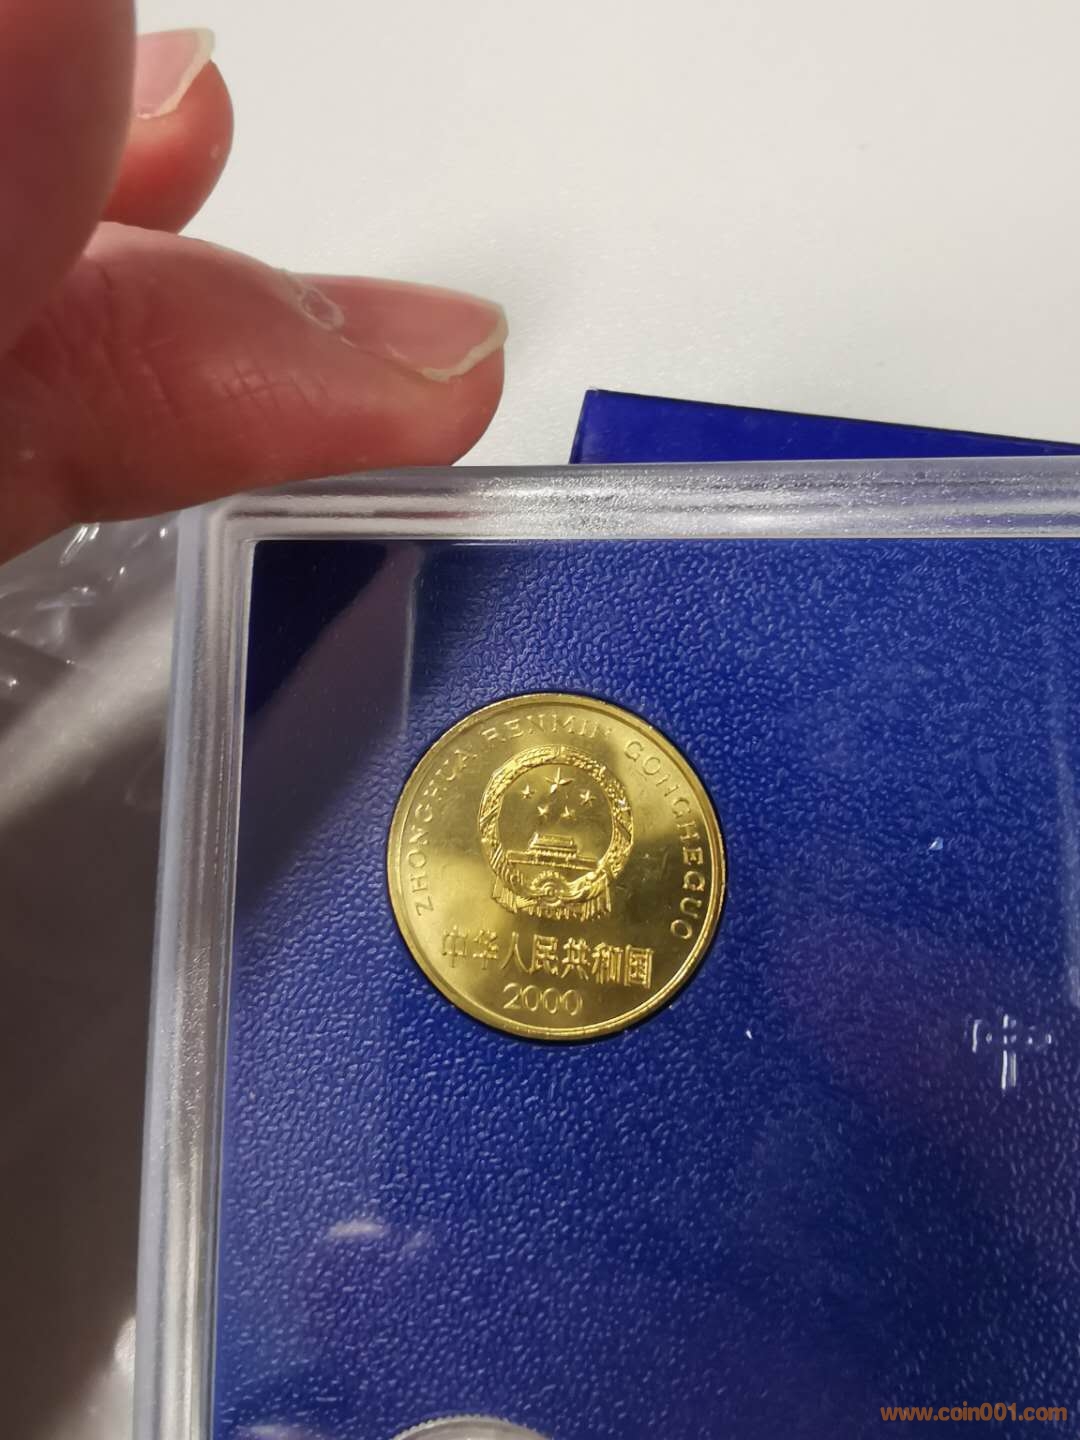 ZHONGHUA RENMIN GONGHEGUO
中华人民共和国
2000
www.coin001.com